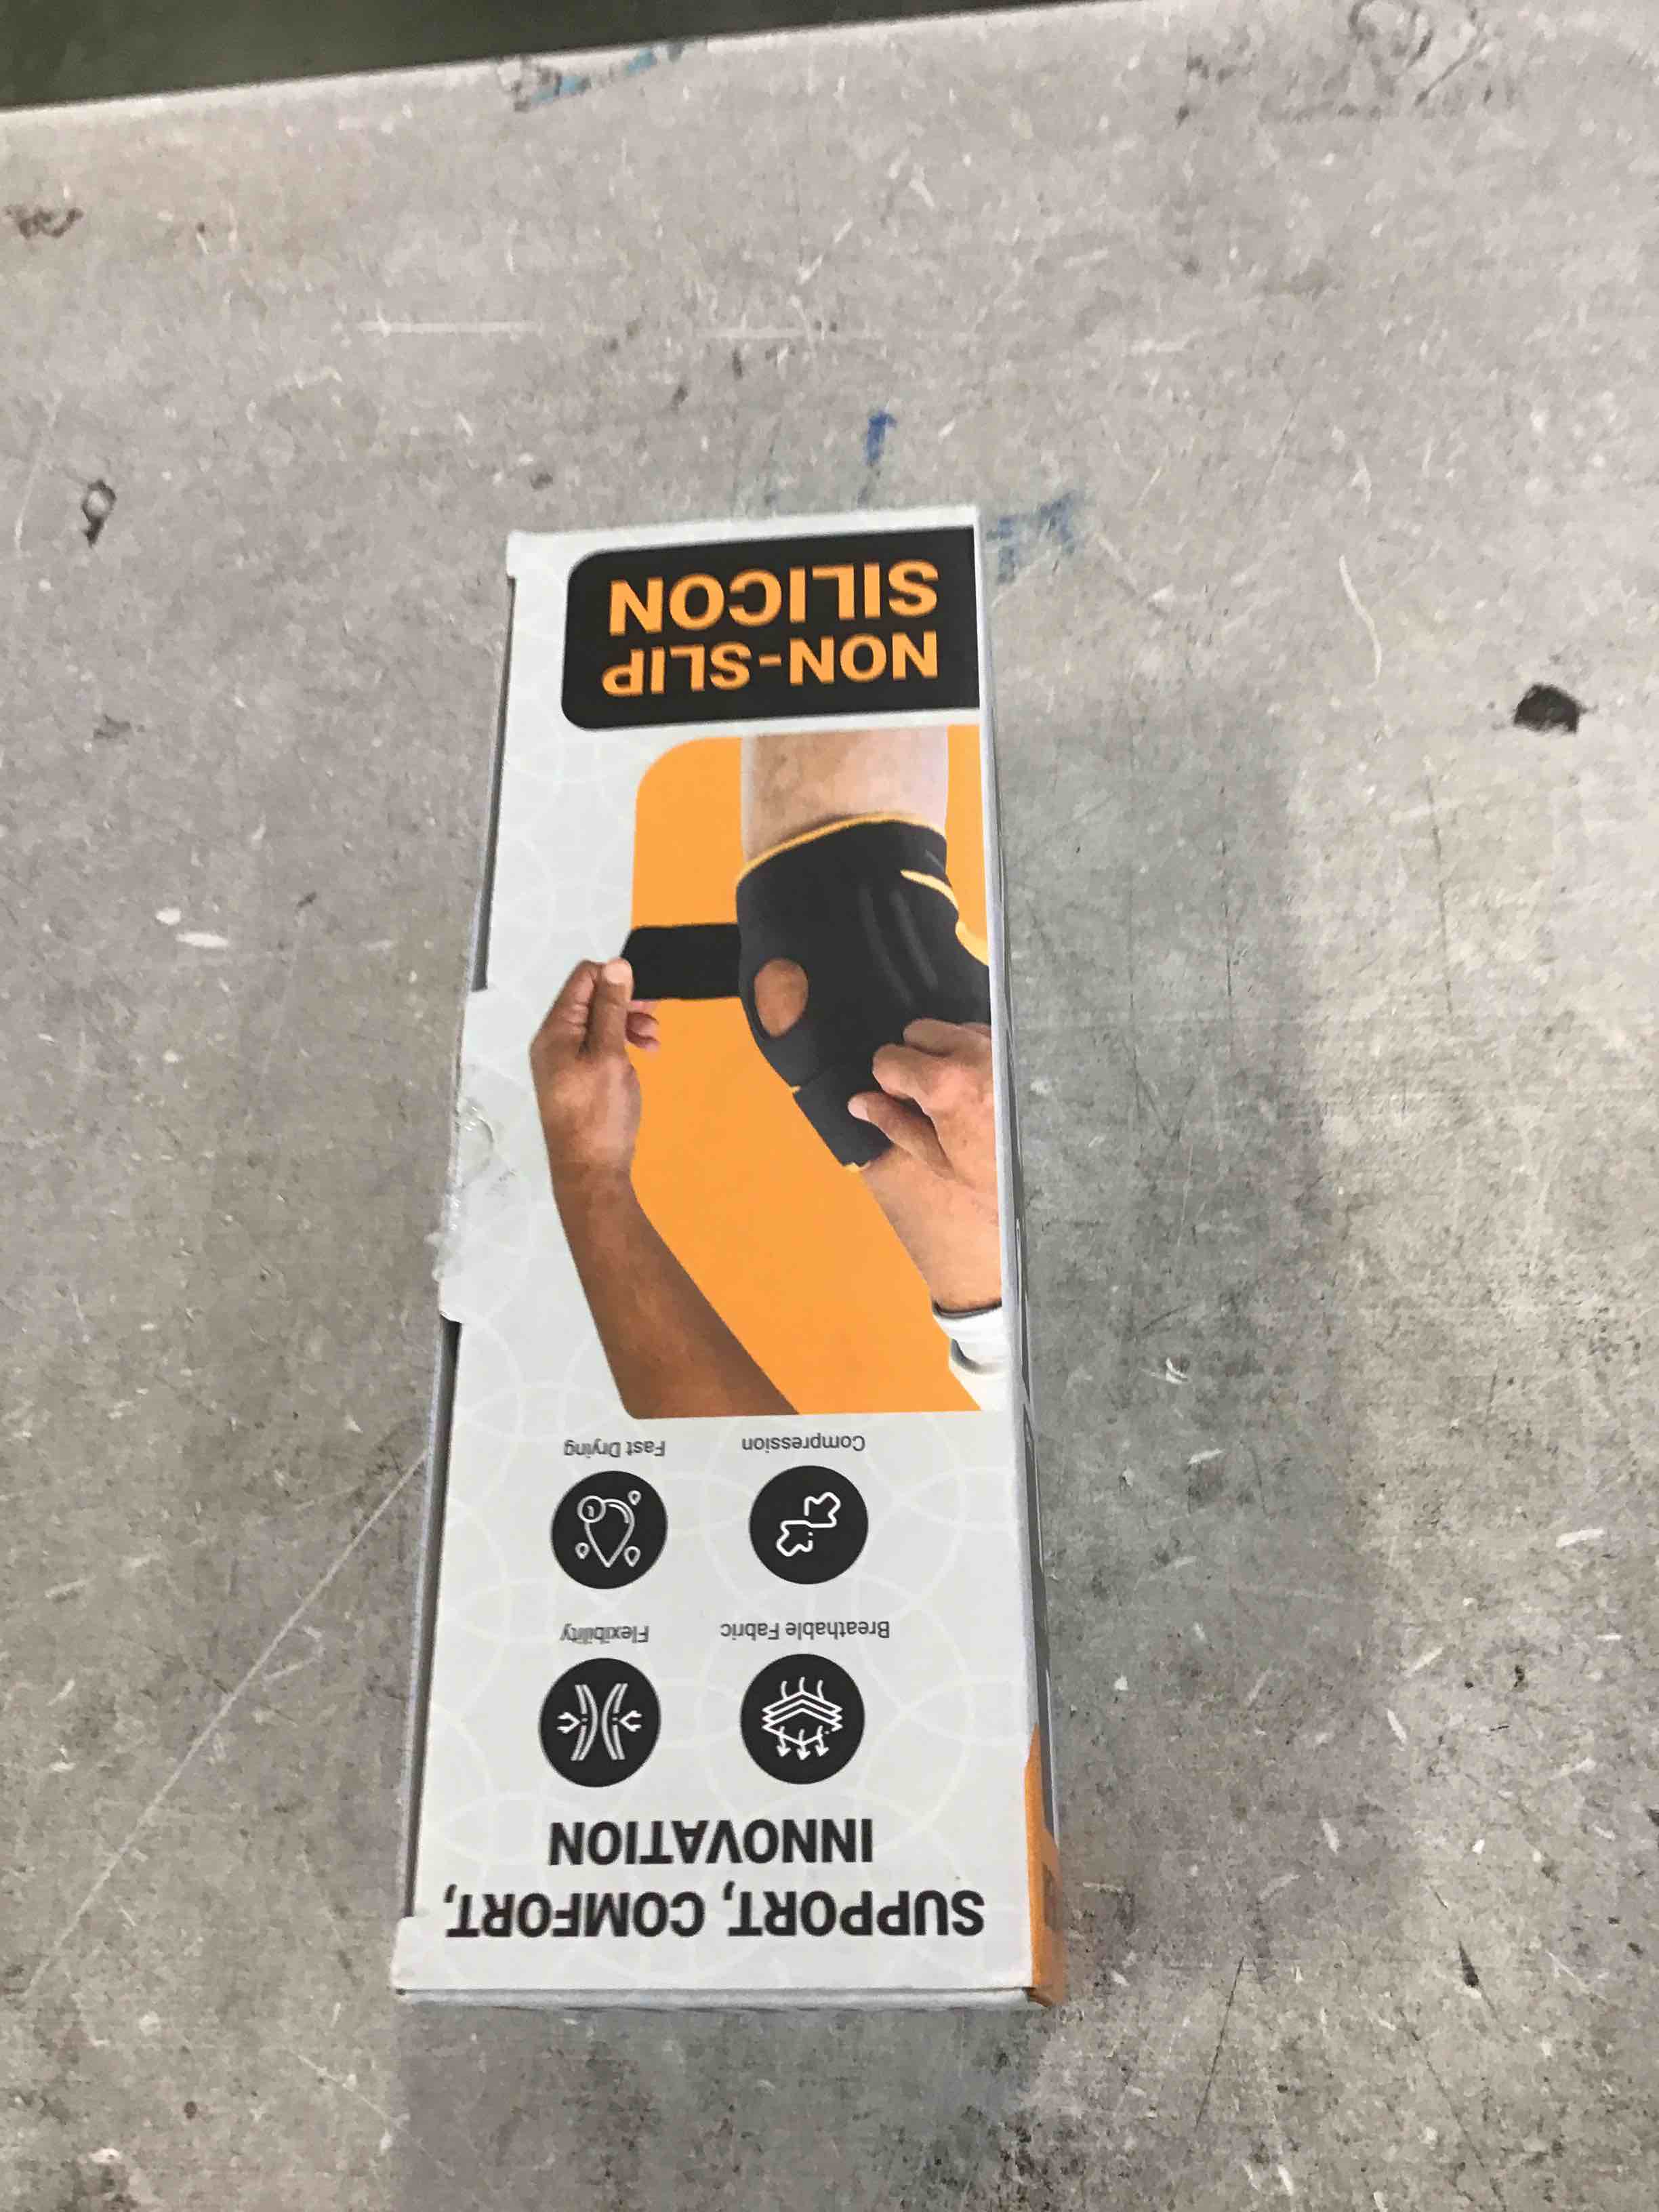 SUPPORT, COMFORT,
INNOVATION
Breathable Fabric
Flexibility
Compression
Fast Drying
NON-SLIP
SILICON